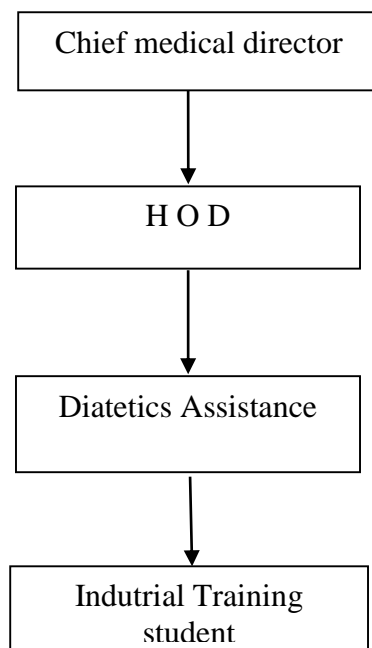 Chief medical director
H O D
Diatetics Assistance
Indutrial Training
student